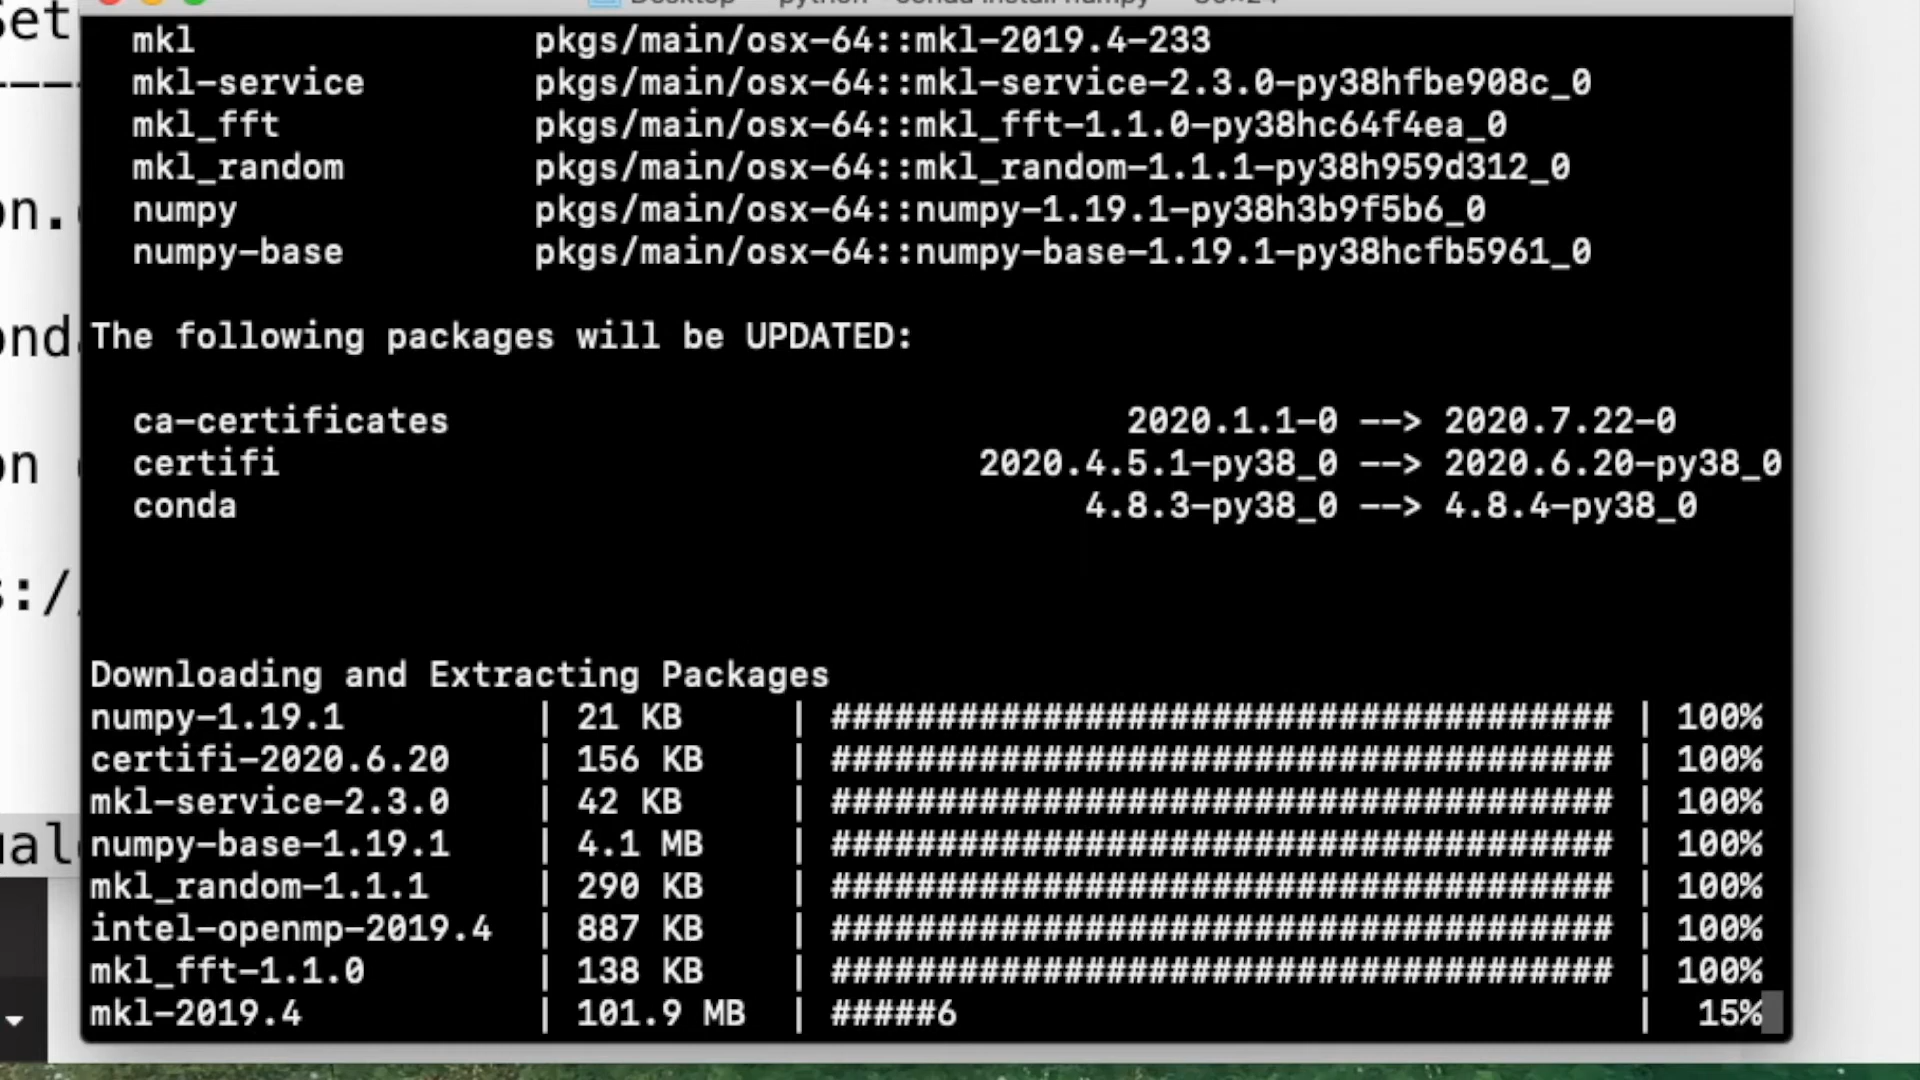 Desktop — python - conda install numpy — 80×24
Set
mkl pkgs/main/osx-64::mkl-2019.4-233
mkl-service pkgs/main/osx-64::mkl-service-2.3.0-py38hfbe908c_0
mkl_fft pkgs/main/osx-64::mkl_fft-1.1.0-py38hc64f4ea_0
mkl_random pkgs/main/osx-64::mkl_random-1.1.1-py38h959d312_0
numpy pkgs/main/osx-64::numpy-1.19.1-py38h3b9f5b6_0
numpy-base pkgs/main/osx-64::numpy-base-1.19.1-py38hcfb5961_0
The following packages will be UPDATED:
ca-certificates 2020.1.1-0 --> 2020.7.22-0
certifi 2020.4.5.1-py38_0 --> 2020.6.20-py38_0
conda 4.8.3-py38_0 --> 4.8.4-py38_0
Downloading and Extracting Packages
numpy-1.19.1 | 21 KB | ##################################### | 100%
certifi-2020.6.20 | 156 KB | ##################################### | 100%
mkl-service-2.3.0 | 42 KB | ##################################### | 100%
numpy-base-1.19.1 | 4.1 MB | ##################################### | 100%
mkl_random-1.1.1 | 290 KB | ##################################### | 100%
intel-openmp-2019.4 | 887 KB | ##################################### | 100%
mkl_fft-1.1.0 | 138 KB | ##################################### | 100%
mkl-2019.4 | 101.9 MB | #####6 | 15%